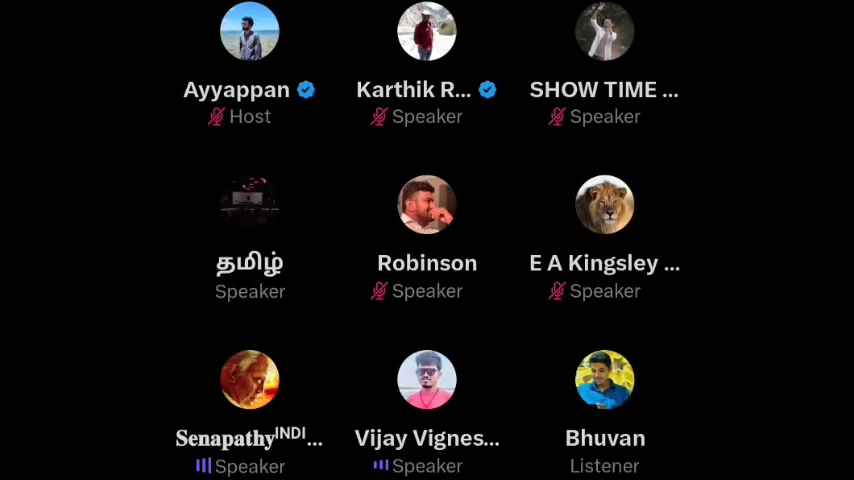 Ayyappan Karthik R... SHOW TIME ...
Host Speaker Speaker
தமிழ் Robinson E A Kingsley ...
Speaker Speaker Speaker
SenapathyINDI... Vijay Vignes... Bhuvan
Speaker Speaker Listener